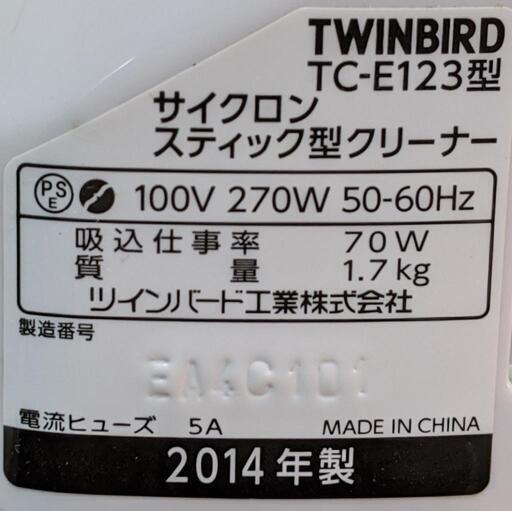 TWINBIRD
TC-E123型
サイクロン
スティック型クリーナー
PSE 100V 270W 50-60Hz
吸込仕事率 70W
質量 1.7kg
ツインバード工業株式会社
製造番号
EA4C101
電流ヒューズ 5A MADE IN CHINA
2014年製